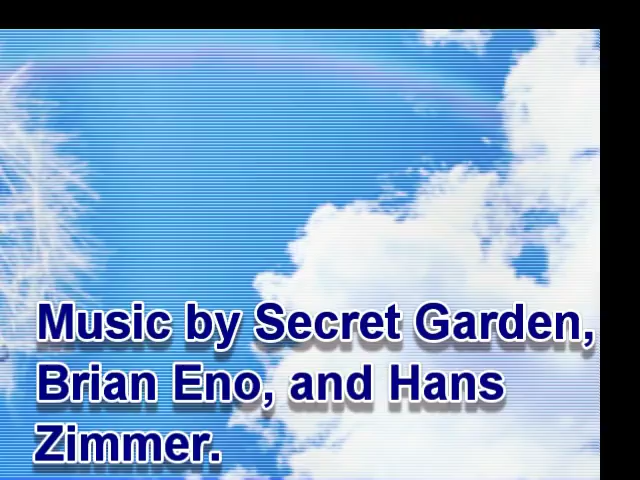 Music by Secret Garden,
Brian Eno, and Hans
Zimmer.